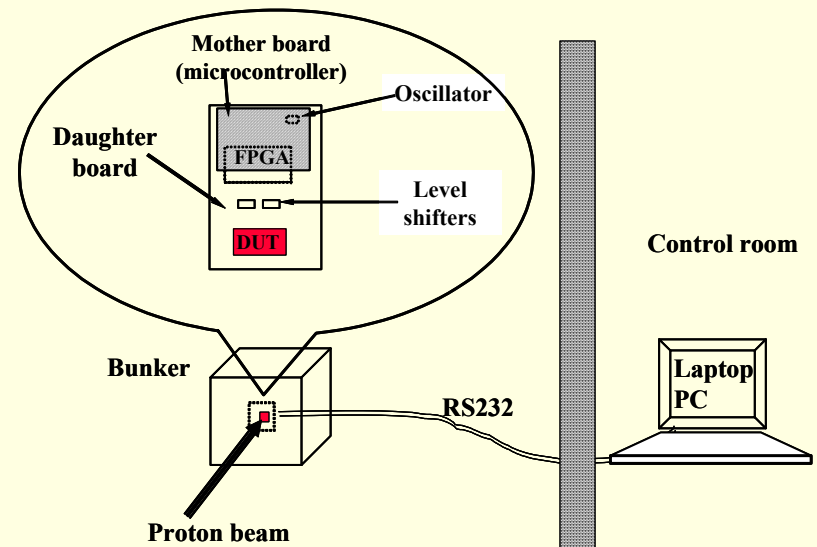 Mother board
(microcontroller)
Oscillator
Daughter
board
FPGA
Level
shifters
DUT
Control room
Bunker
Laptop
PC
RS232
Proton beam